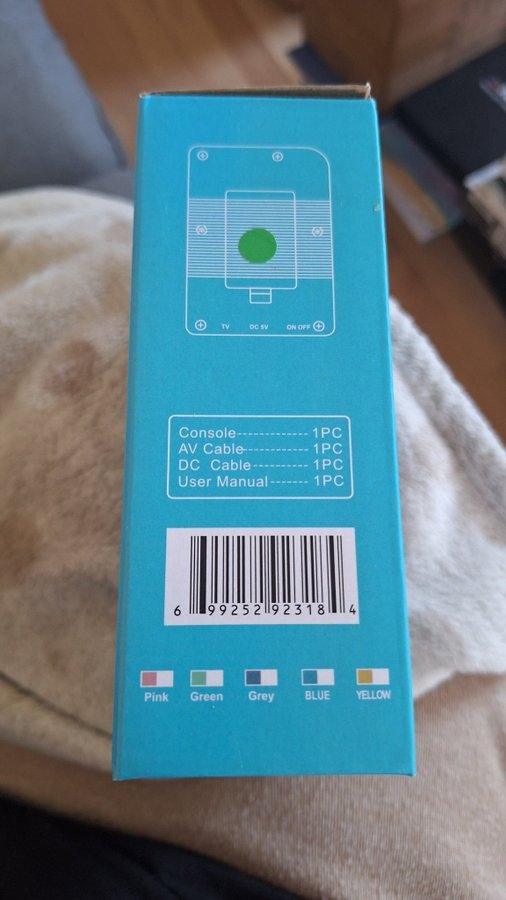 TV DC 5V ON OFF
Console------------1PC
AV Cable-----------1PC
DC Cable----------1PC
User Manual-------1PC
6 99252 92318 4
Pink Green Grey BLUE YELLOW